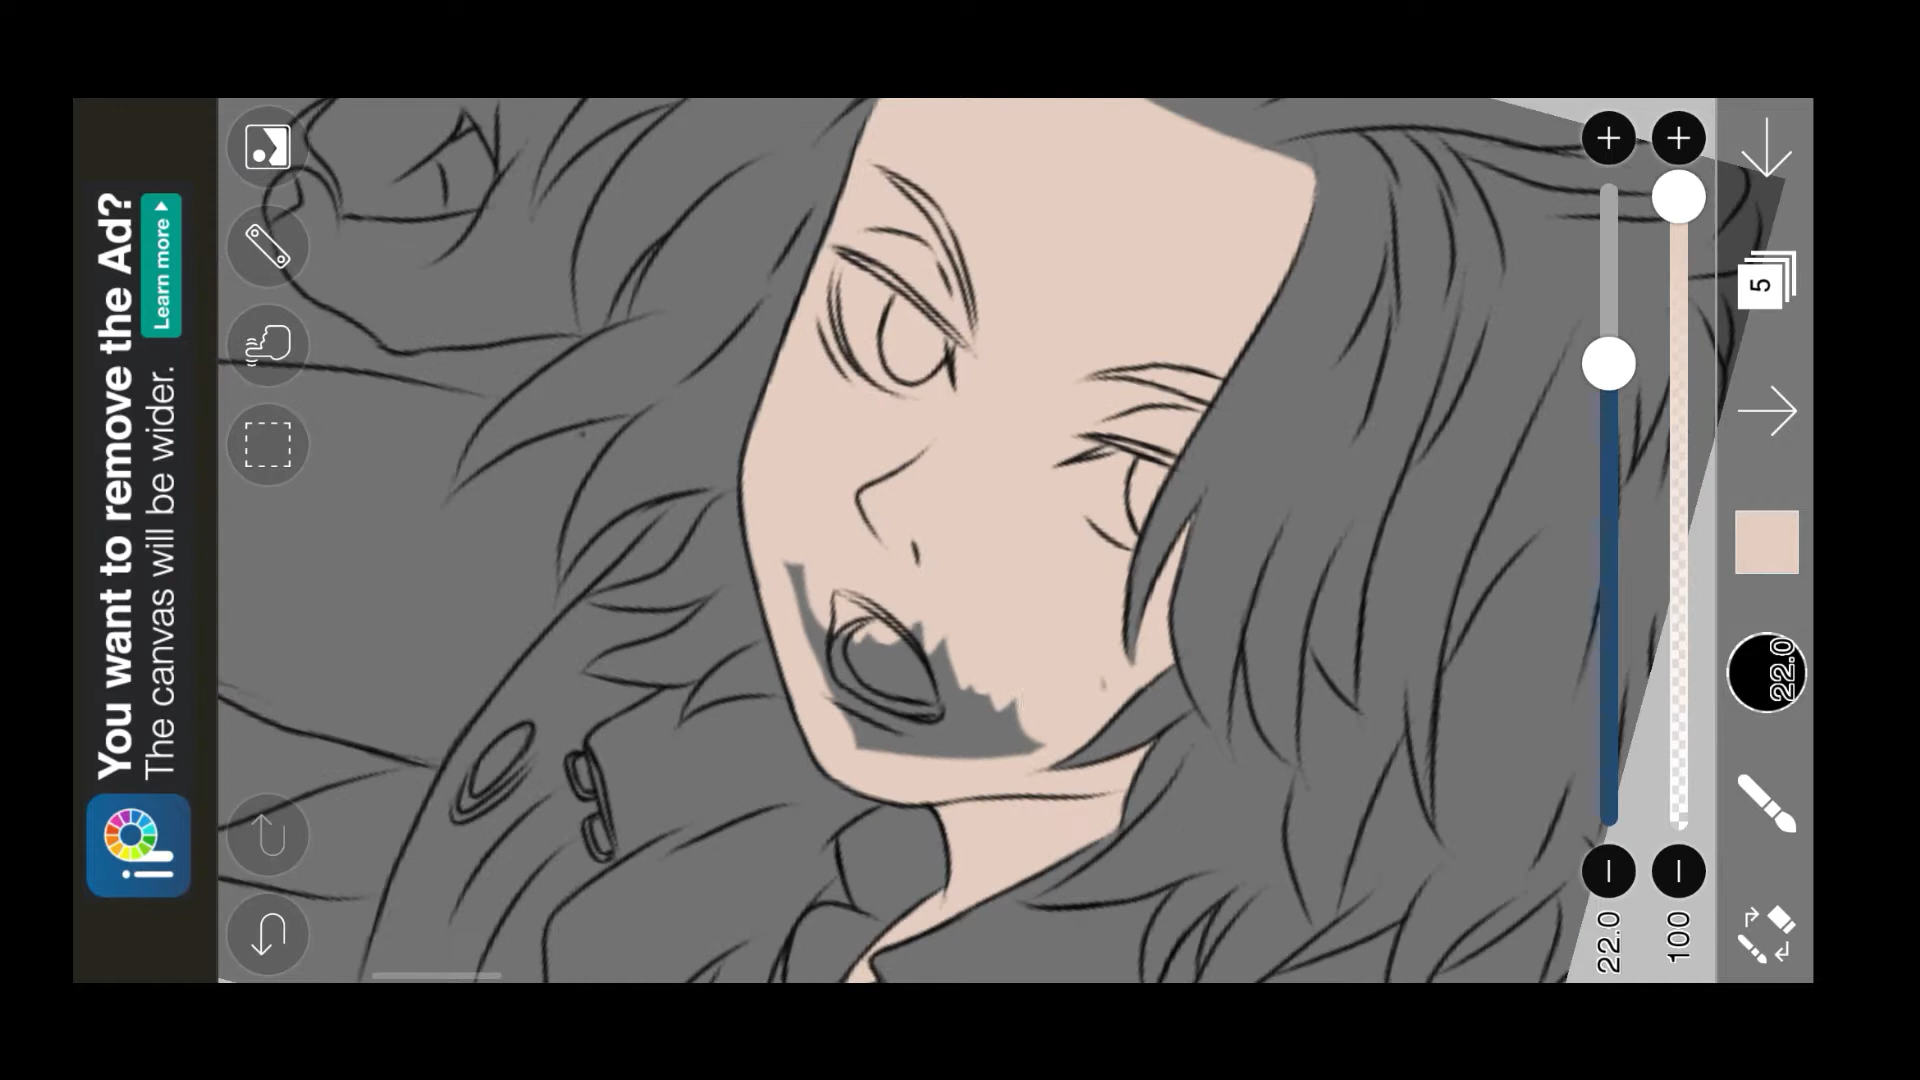 You want to remove the Ad?
The canvas will be wider.
Learn more
iP
5
22.0
22.0
100